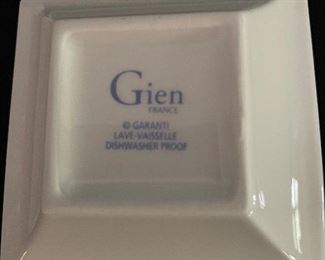 Gien
FRANCE
© GARANTI
LAVE-VAISSELLE
DISHWASHER PROOF